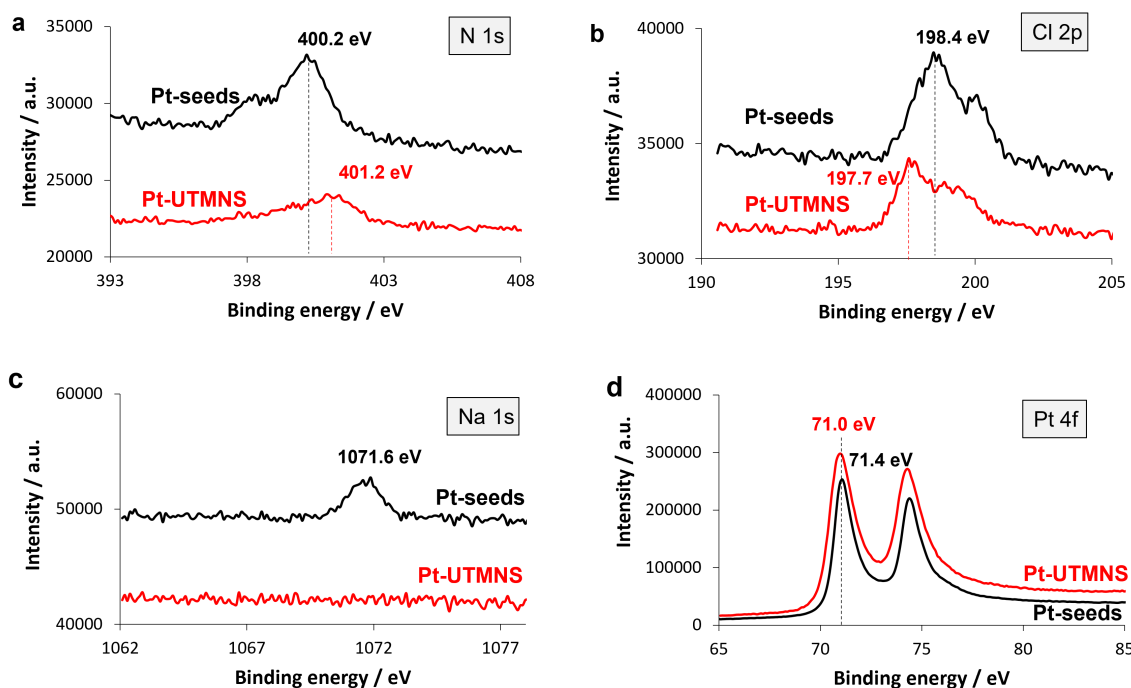 a
N 1s
400.2 eV
Pt-seeds
401.2 eV
Pt-UTMNS
35000
30000
25000
20000
Intensity / a.u.
393
398
403
408
Binding energy / eV
b
Cl 2p
198.4 eV
Pt-seeds
197.7 eV
Pt-UTMNS
40000
35000
30000
Intensity / a.u.
190
195
200
205
Binding energy / eV
c
Na 1s
1071.6 eV
Pt-seeds
Pt-UTMNS
60000
50000
40000
Intensity / a.u.
1062
1067
1072
1077
Binding energy / eV
d
Pt 4f
71.0 eV
71.4 eV
Pt-UTMNS
Pt-seeds
400000
300000
200000
100000
0
Intensity / a.u.
65
70
75
80
85
Binding energy / eV